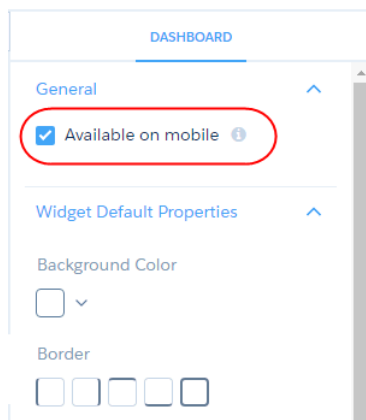 DASHBOARD
General
Available on mobile
Widget Default Properties
Background Color
Border